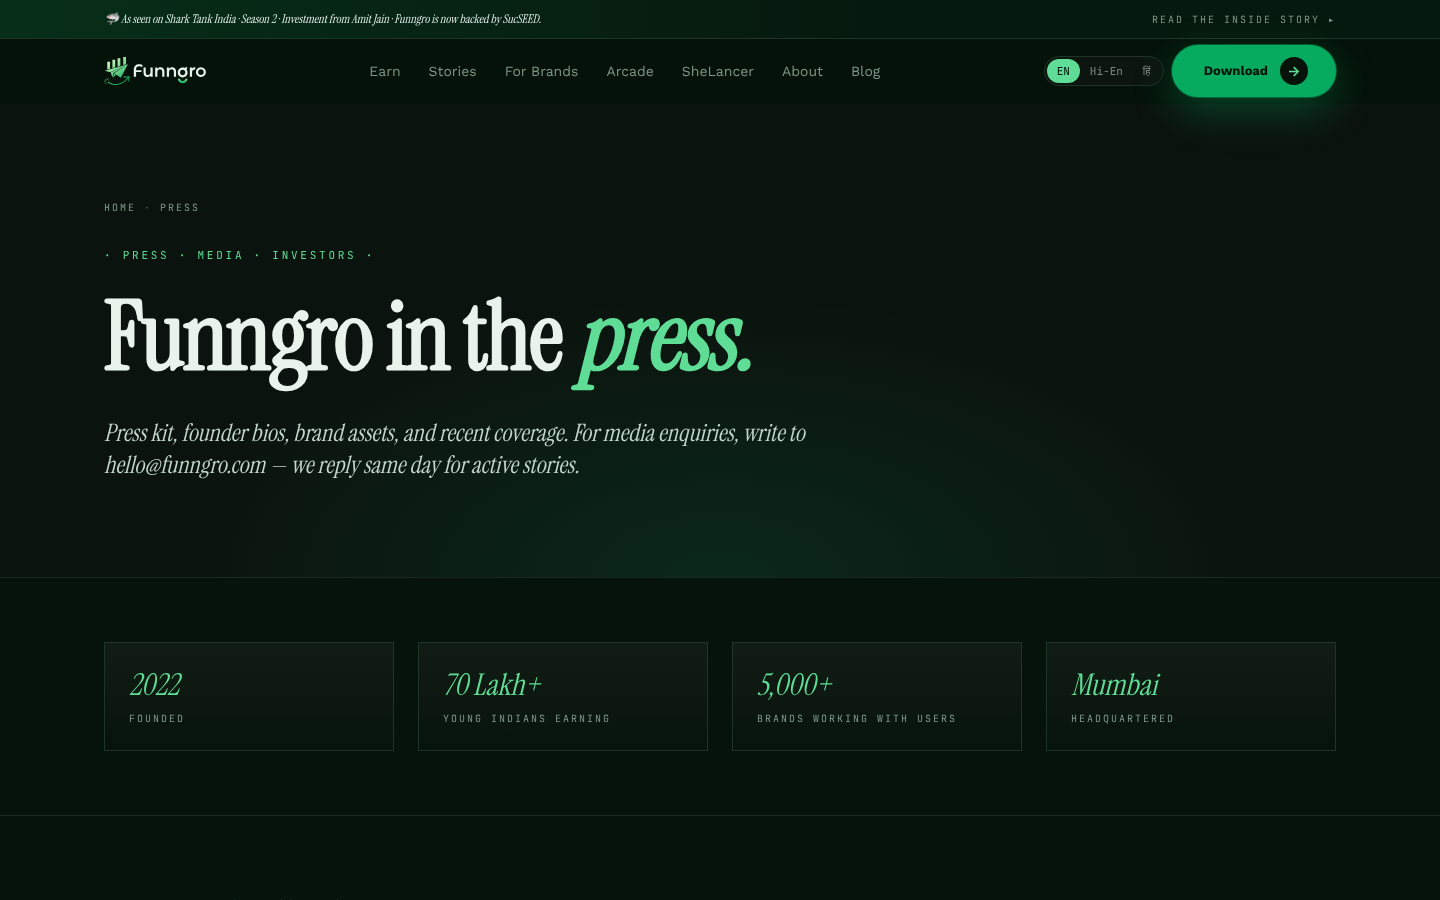 🦈 As seen on Shark Tank India · Season 2 · Investment from Amit Jain · Funngro is now backed by SucSEED.
READ THE INSIDE STORY ▸
Funngro
Earn
Stories
For Brands
Arcade
SheLancer
About
Blog
EN
Hi-En
हिं
Download
HOME · PRESS
· PRESS · MEDIA · INVESTORS ·
Funngro in the press.
Press kit, founder bios, brand assets, and recent coverage. For media enquiries, write to
hello@funngro.com — we reply same day for active stories.
2022
FOUNDED
70 Lakh+
YOUNG INDIANS EARNING
5,000+
BRANDS WORKING WITH USERS
Mumbai
HEADQUARTERED